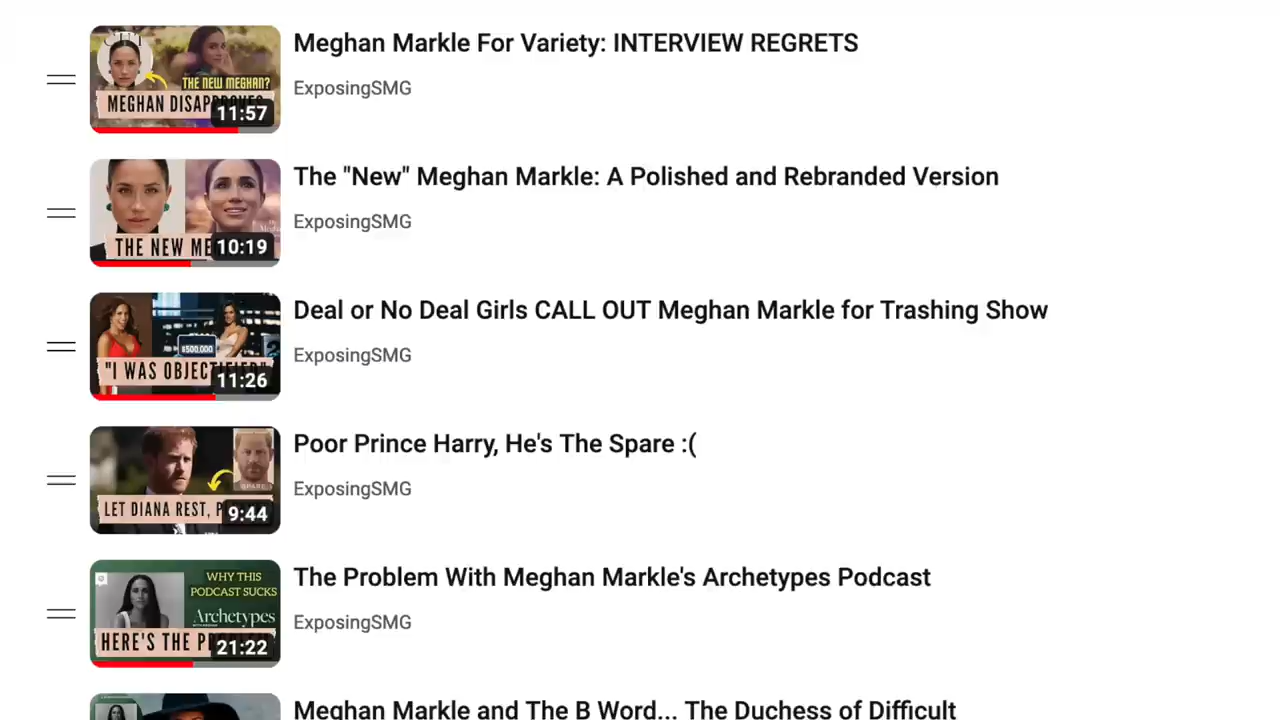 THE NEW MEGHAN?
MEGHAN
11:57
Meghan Markle For Variety: INTERVIEW REGRETS
ExposingSMG
THE NEW
10:19
The "New" Meghan Markle: A Polished and Rebranded Version
ExposingSMG
$500,000
"I WAS
11:26
Deal or No Deal Girls CALL OUT Meghan Markle for Trashing Show
ExposingSMG
SPARE
LET DIANA REST,
9:44
Poor Prince Harry, He's The Spare :(
ExposingSMG
WHY THIS
PODCAST SUCKS
Archetypes
HERE'S THE
21:22
The Problem With Meghan Markle's Archetypes Podcast
ExposingSMG
Meghan Markle and The B Word... The Duchess of Difficult